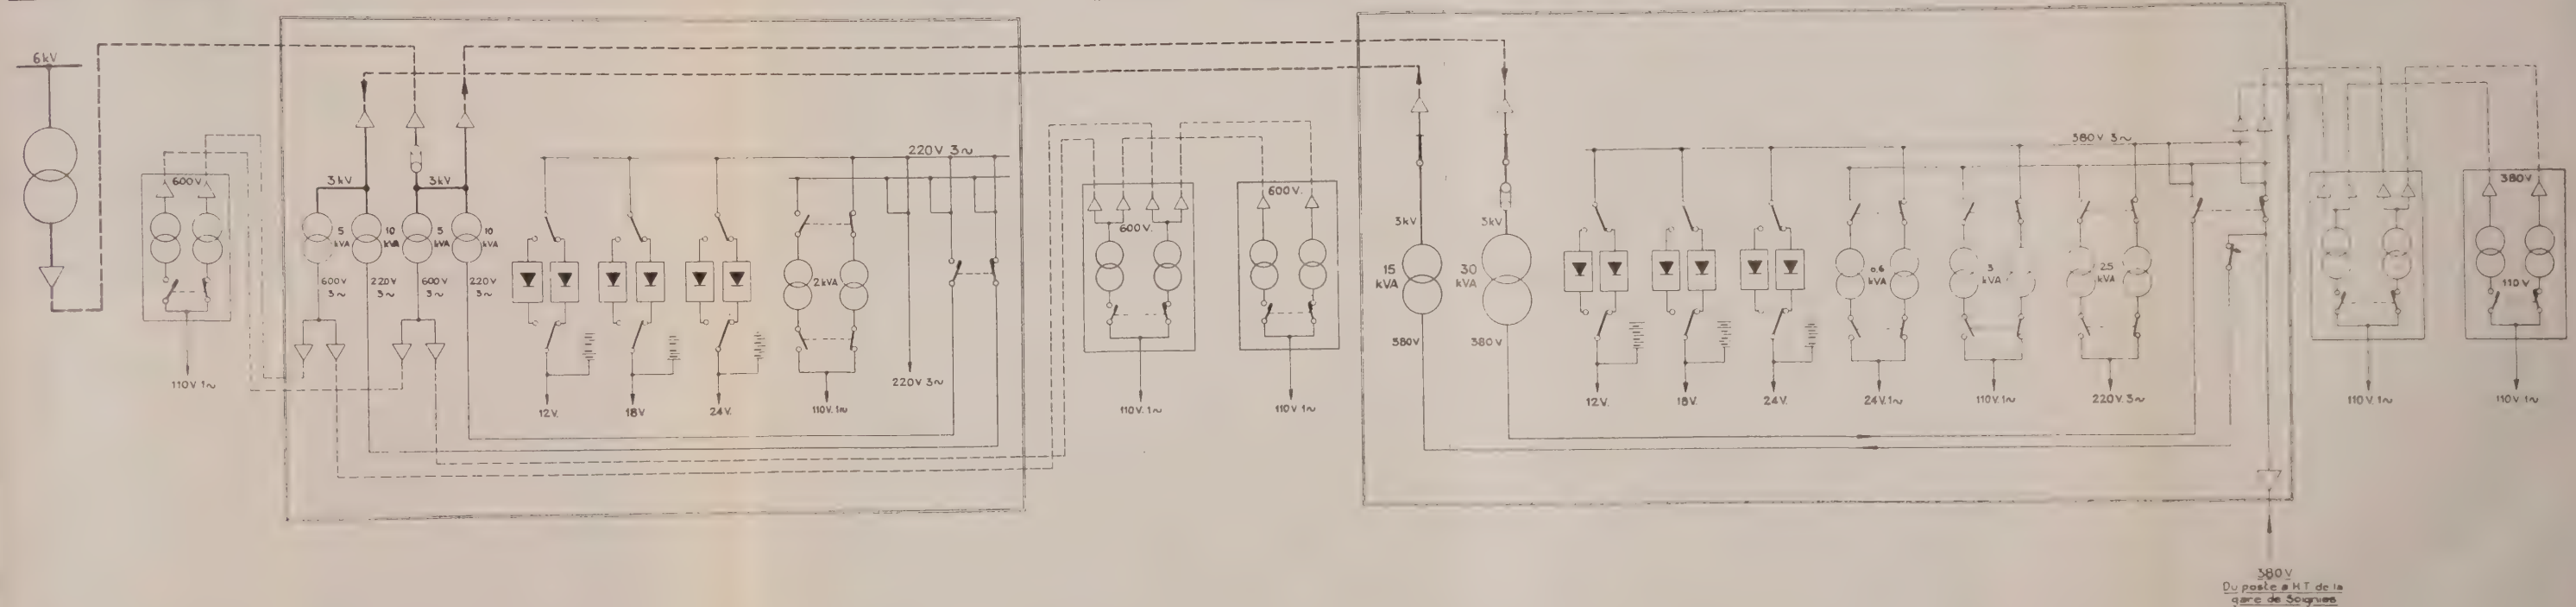 6kV
600V
110V 1~
3kV
3kV
5 kVA
10 kVA
5 kVA
10 kVA
600V 3~
220V 3~
600V 3~
220V 3~
12V.
18V
24V.
2kVA
110V. 1~
220V 3~
220V 3~
600V.
110V. 1~
600V.
110V 1~
3kV
3kV
15 kVA
30 kVA
380V
380V
12V.
18V.
24V.
0,6 kVA
24V. 1~
3 kVA
110V. 1~
25 kVA
220V. 3~
380V 3~
110V. 1~
380V
110V
110V. 1~
380V
Du poste à HT de la
gare de Soignies